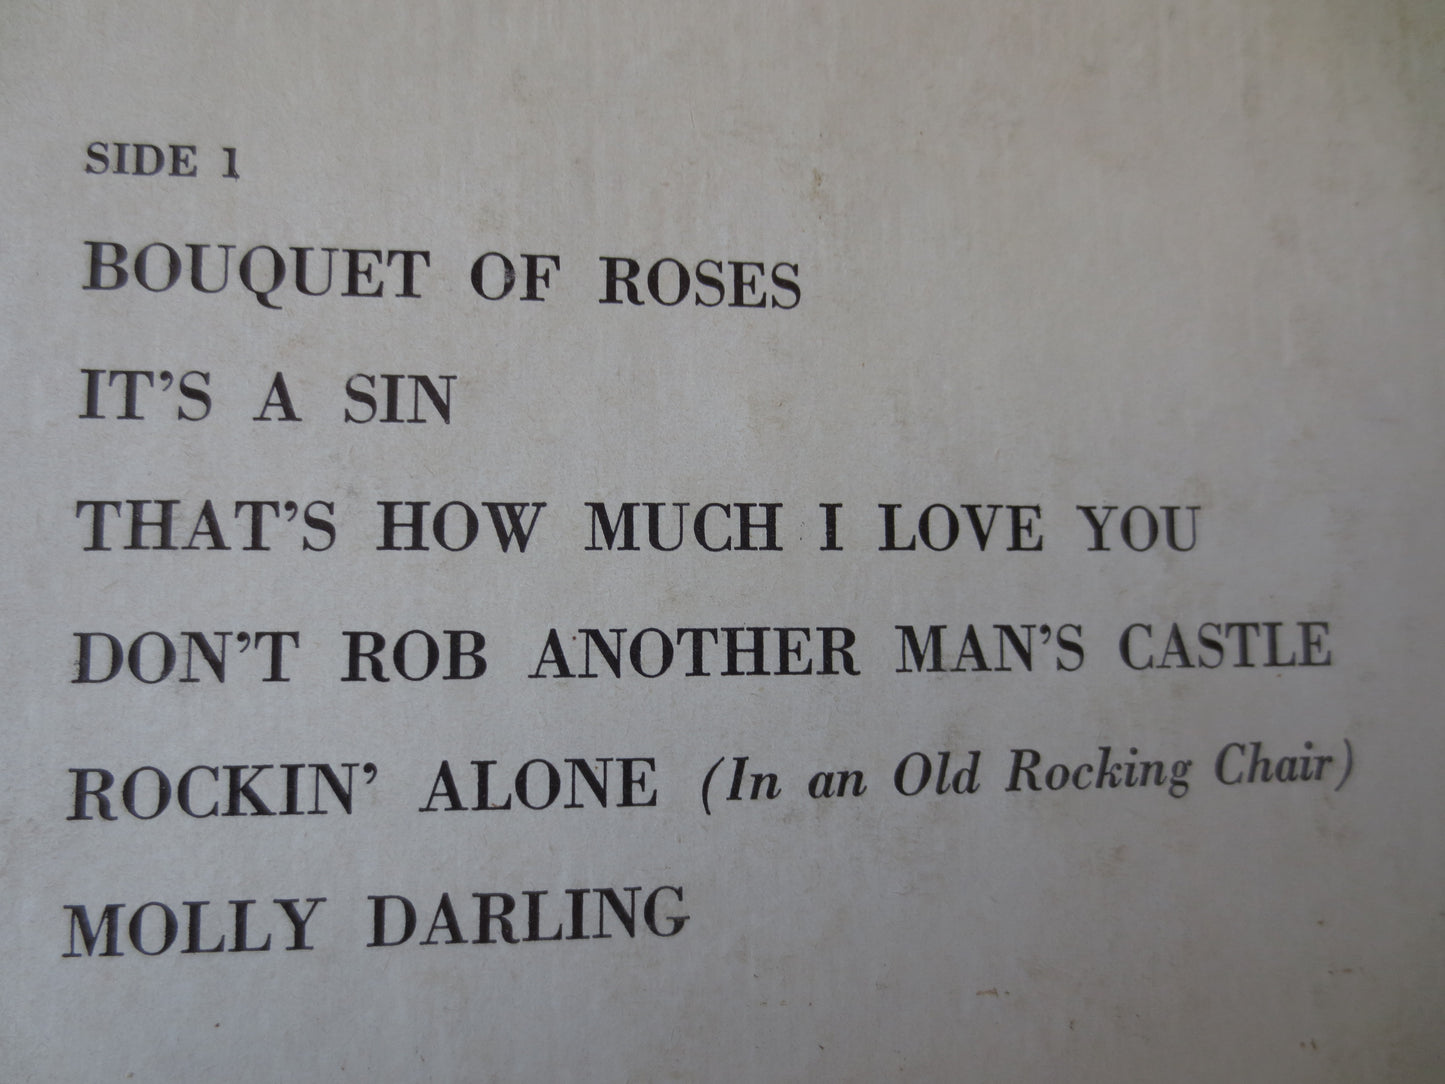 SIDE 1
BOUQUET OF ROSES
IT’S A SIN
THAT’S HOW MUCH I LOVE YOU
DON’T ROB ANOTHER MAN’S CASTLE
ROCKIN’ ALONE (In an Old Rocking Chair)
MOLLY DARLING